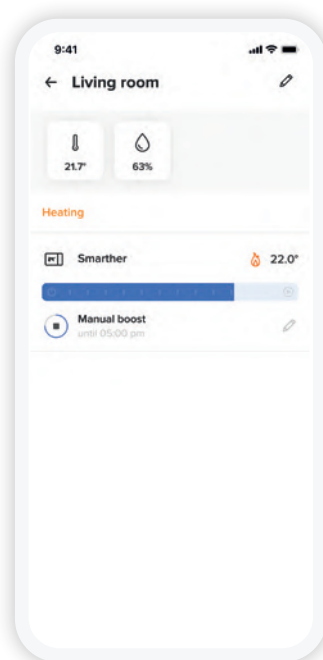 9:41
Living room
21.7°
63%
Heating
Smarther
22.0°
Manual boost
until 05:00 pm